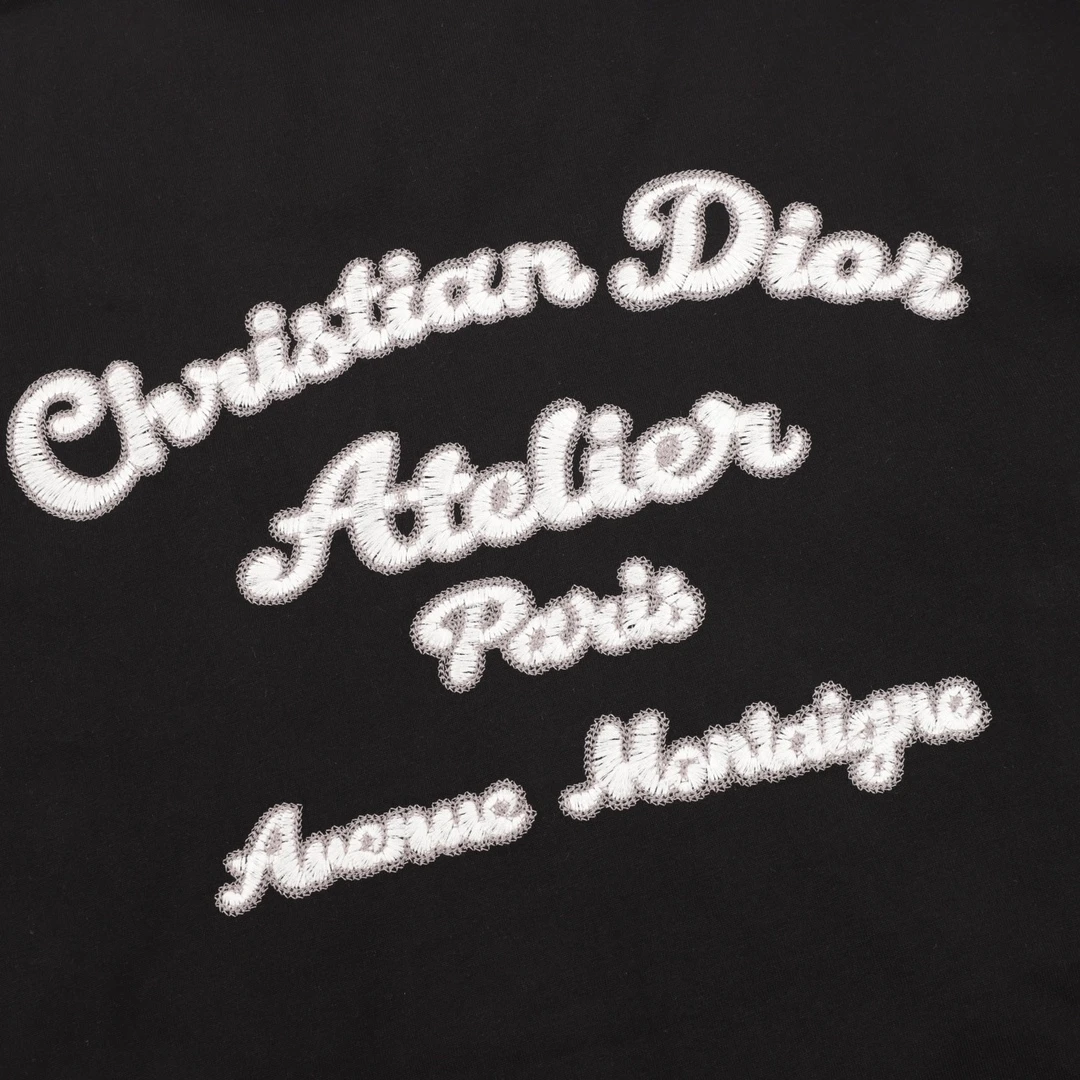 Christian Dior
Atelier
Paris
Avenue Montaigne